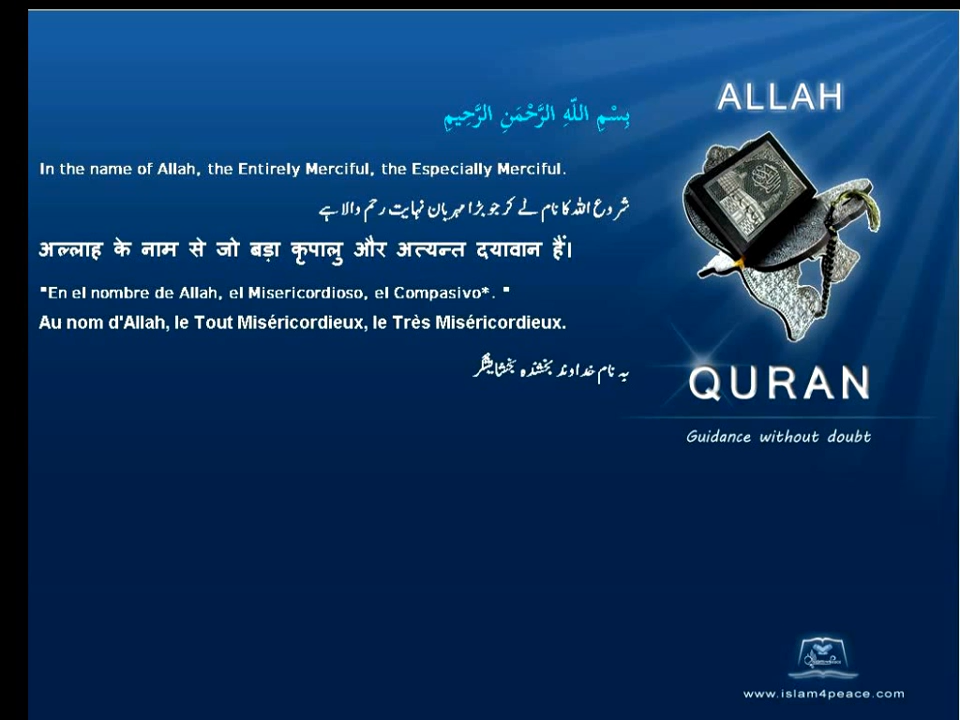 بِسْمِ اللّهِ الرَّحْمَنِ الرَّحِيمِ
In the name of Allah, the Entirely Merciful, the Especially Merciful.
شروع الله کا نام لے کر جو بڑا مہربان نہایت رحم والا ہے
अल्लाह के नाम से जो बड़ा कृपालु और अत्यन्त दयावान हैं।
"En el nombre de Allah, el Misericordioso, el Compasivo*. "
Au nom d'Allah, le Tout Miséricordieux, le Très Miséricordieux.
به نام خداوند بخشنده بخشایشگر
ALLAH
QURAN
Guidance without doubt
www.islam4peace.com